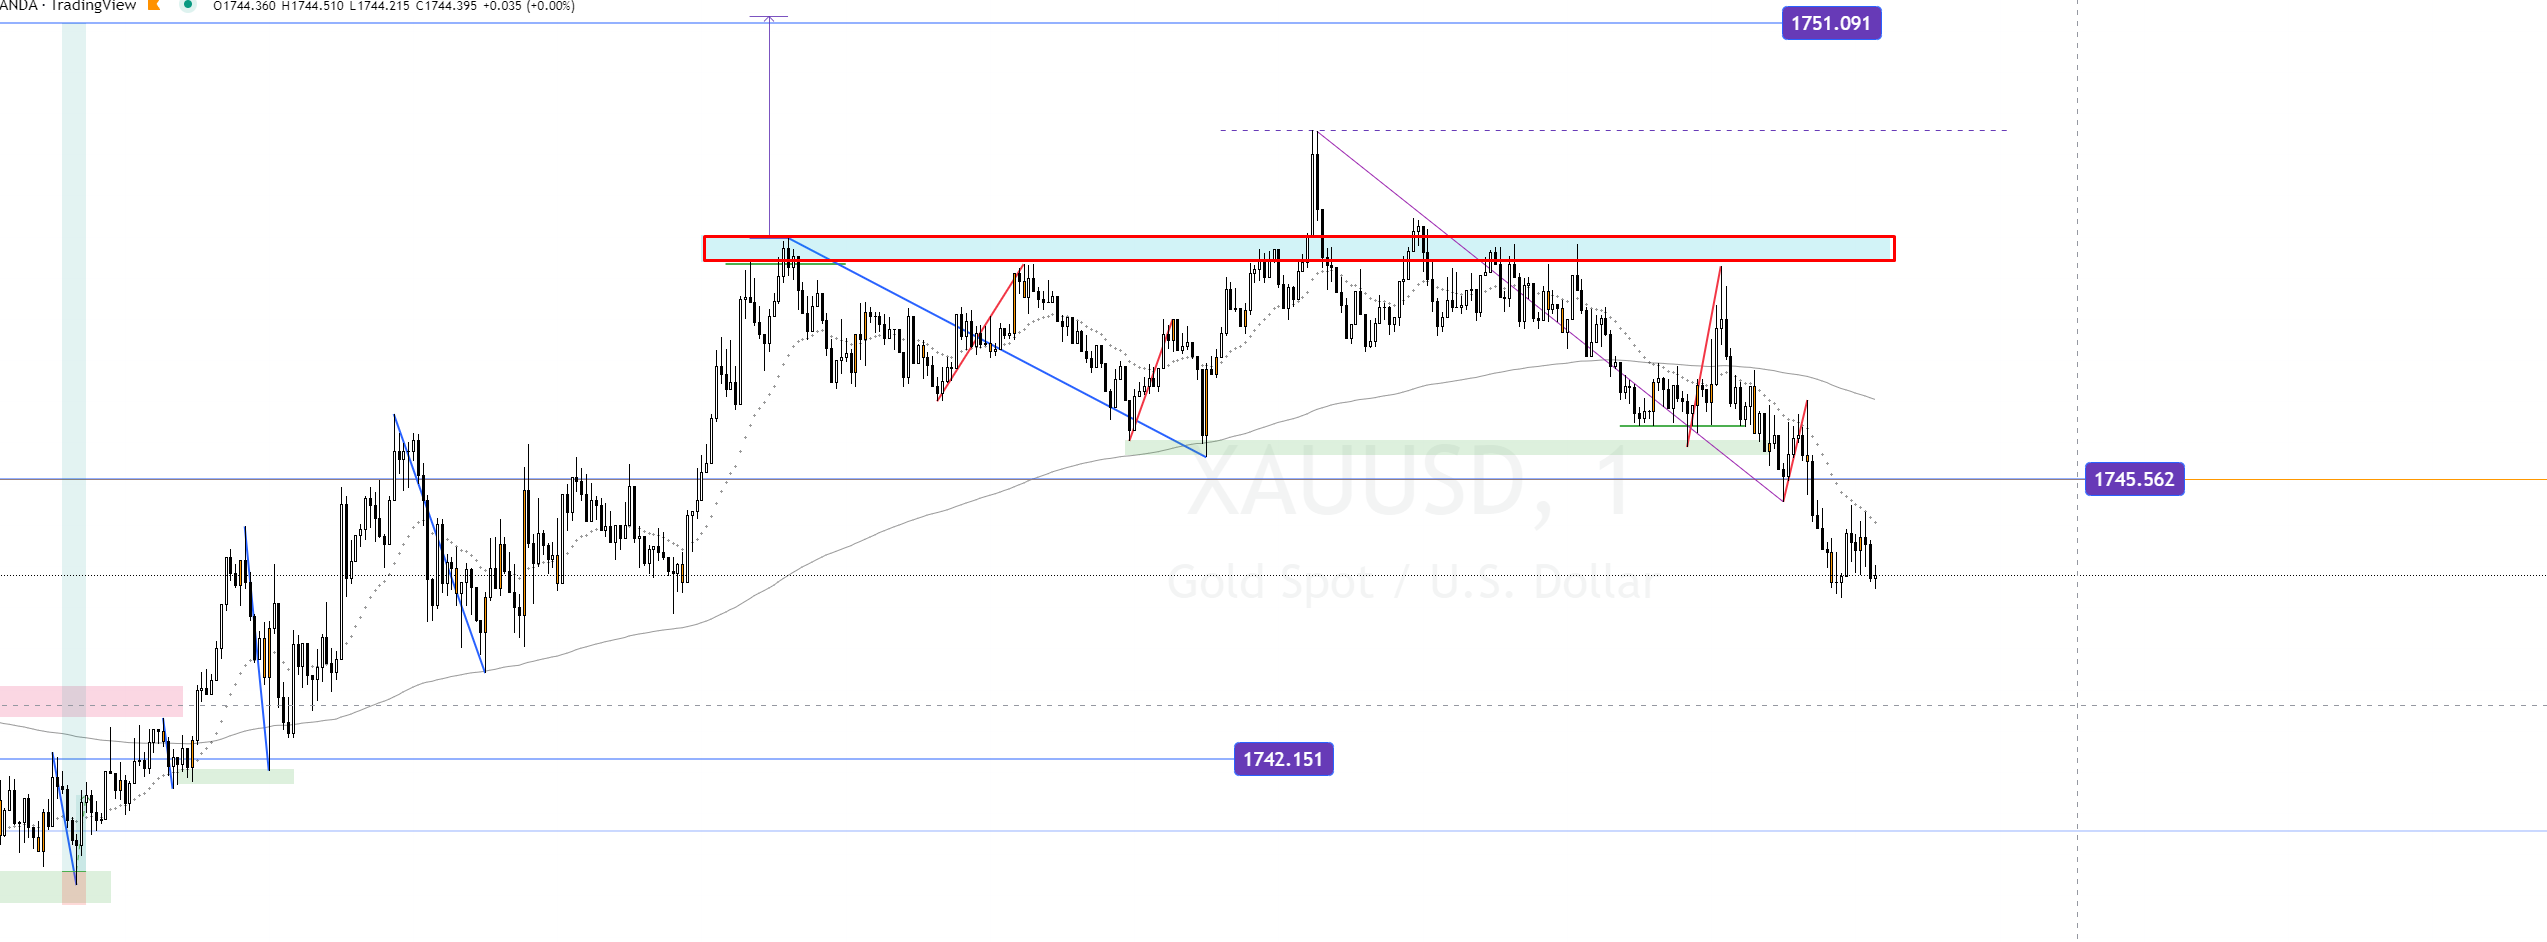 ANDA · TradingView O1744.360 H1744.510 L1744.215 C1744.395 +0.035 (+0.00%)
1751.091
XAUUSD, 1
1745.562
Gold Spot / U.S. Dollar
1742.151